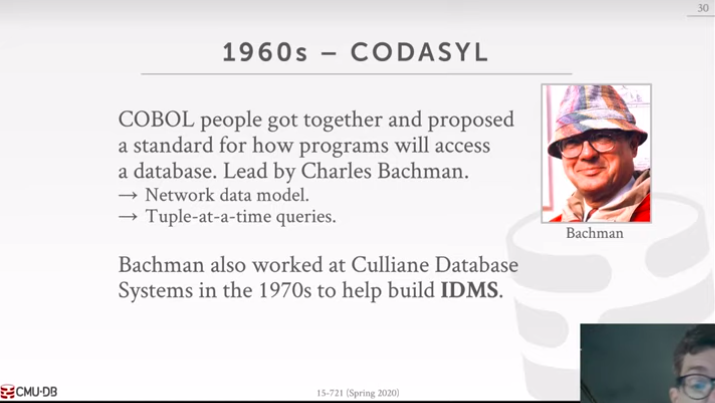 30
1960s – CODASYL
COBOL people got together and proposed
a standard for how programs will access
a database. Lead by Charles Bachman.
→ Network data model.
→ Tuple-at-a-time queries.
Bachman
Bachman also worked at Culliane Database
Systems in the 1970s to help build IDMS.
CMU·DB
15-721 (Spring 2020)